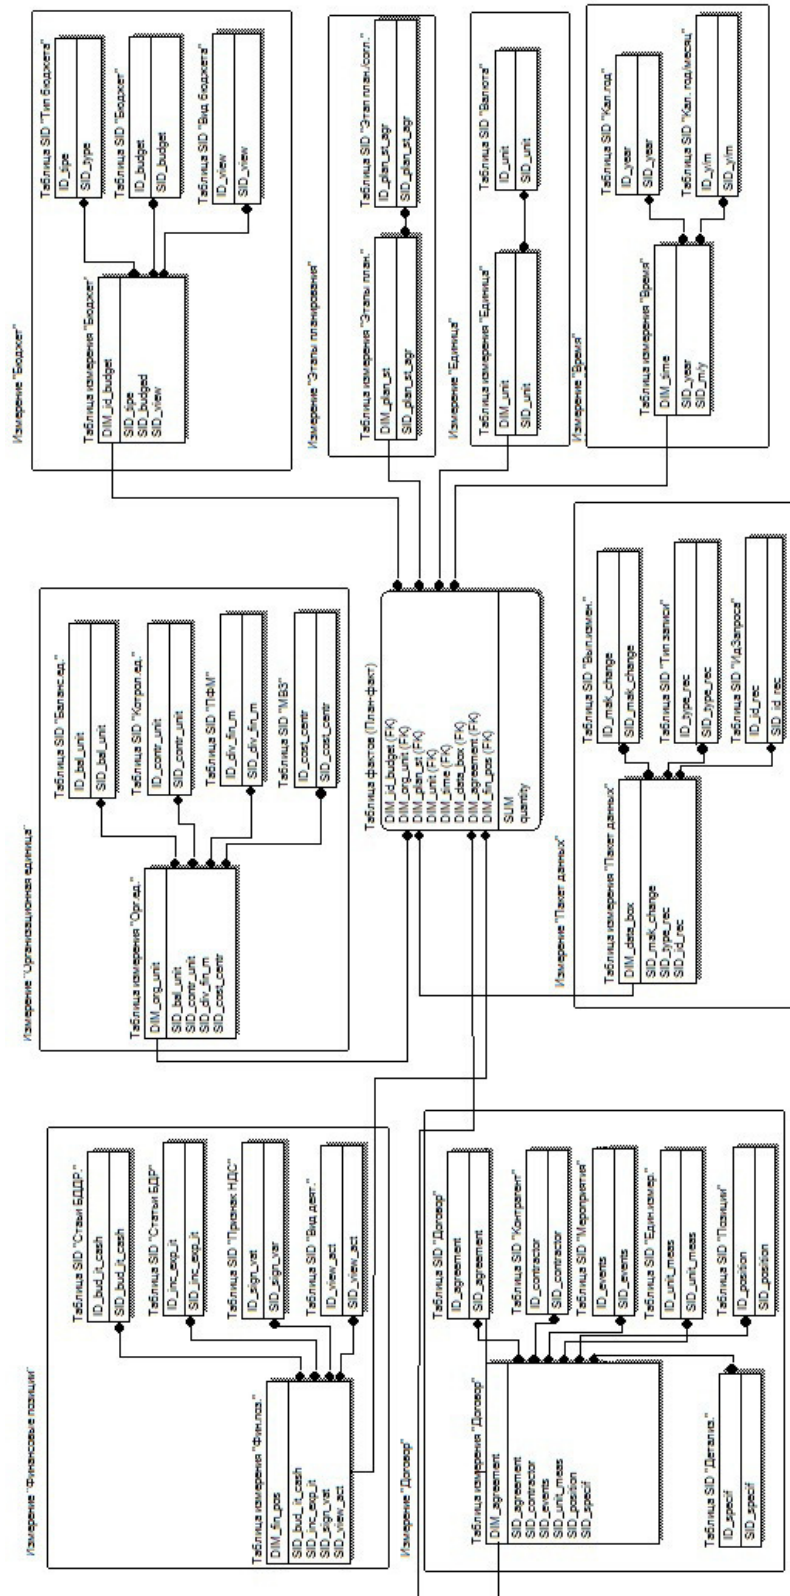 Измерение "Финансовые позиции"
Таблица измерения "Фин.поз."
DIM_fin_pos
SID_bud_it_cash
SID_inc_exp_it
SID_sign_vat
SID_view_act
Таблица SID "Стаьи БДДР."
ID_bud_it_cash
SID_bud_it_cash
Таблица SID "Статьи БДР"
ID_inc_exp_it
SID_inc_exp_it
Таблица SID "Признак НДС"
ID_sign_vat
SID_sign_var
Таблица SID "Вид деят."
ID_view_act
SID_view_act
Измерение "Договор"
Таблица измерения "Договор"
DIM_agreement
SID_agreement
SID_contractor
SID_events
SID_unit_meas
SID_position
SID_specif
Таблица SID "Договор"
ID_agreement
SID_agreement
Таблица SID "Контрагент"
ID_contractor
SID_contractor
Таблица SID "Мероприятия"
ID_events
SID_events
Таблица SID "Един.измер."
ID_unit_meas
SID_unit_meas
Таблица SID "Позиции"
ID_position
SID_position
Таблица SID "Детализ."
ID_specif
SID_specif
Измерение "Организационная единица"
Таблица измерения "Орг.ед."
DIM_org_unit
SID_bal_unit
SID_contr_unit
SID_div_fin_m
SID_cost_centr
Таблица SID "Баланс.ед."
ID_bal_unit
SID_bal_unit
Таблица SID "Котрол.ед."
ID_contr_unit
SID_contr_unit
Таблица SID "ПФМ"
ID_div_fin_m
SID_div_fin_m
Таблица SID "МВЗ"
ID_cost_centr
SID_cost_centr
Таблица фактов (План-факт)
DIM_id_budget (FK)
DIM_org_unit (FK)
DIM_plan_st (FK)
DIM_unit (FK)
DIM_time (FK)
DIM_data_box (FK)
DIM_agreement (FK)
DIM_fin_pos (FK)
SUM
quantity
Измерение "Пакет данных"
Таблица измерения "Пакет данных"
DIM_data_box
SID_mak_change
SID_type_rec
SID_id_rec
Таблица SID "Вып.измен."
ID_mak_change
SID_mak_change
Таблица SID "Тип записи"
ID_type_rec
SID_type_rec
Таблица SID "Ид.Запроса"
ID_id_rec
SID_id_rec
Измерение "Бюджет"
Таблица измерения "Бюджет"
DIM_id_budget
SID_tipe
SID_budged
SID_view
Таблица SID "Тип бюджета"
ID_tipe
SID_type
Таблица SID "Бюджет"
ID_budget
SID_budget
Таблица SID "Вид бюджета"
ID_view
SID_view
Измерение "Этапы планирования"
Таблица измерения "Этапы план."
DIM_plan_st
SID_plan_st_agr
Таблица SID "Этап план./согл."
ID_plan_st_agr
SID_plan_st_agr
Измерение "Единица"
Таблица измерения "Единица"
DIM_unit
SID_unit
Таблица SID "Валюта"
ID_unit
SID_unit
Измерение "Время"
Таблица измерения "Время"
DIM_time
SID_year
SID_m/y
Таблица SID "Кал.год"
ID_year
SID_year
Таблица SID "Кал. год/месяц"
ID_y/m
SID_y/m